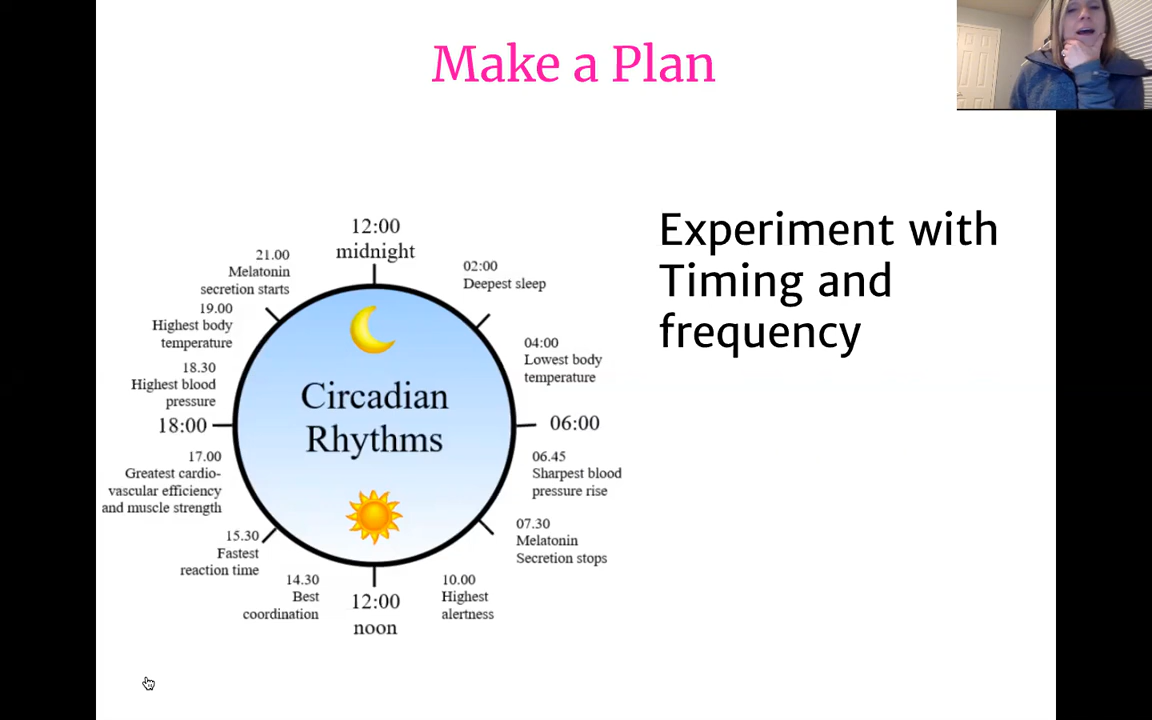 Make a Plan
12:00
midnight
02:00
Deepest sleep
04:00
Lowest body
temperature
06:00
06.45
Sharpest blood
pressure rise
07.30
Melatonin
Secretion stops
10.00
Highest
alertness
12:00
noon
14.30
Best
coordination
15.30
Fastest
reaction time
17.00
Greatest cardio-
vascular efficiency
and muscle strength
18:00
18.30
Highest blood
pressure
19.00
Highest body
temperature
21.00
Melatonin
secretion starts
Circadian
Rhythms
Experiment with
Timing and
frequency